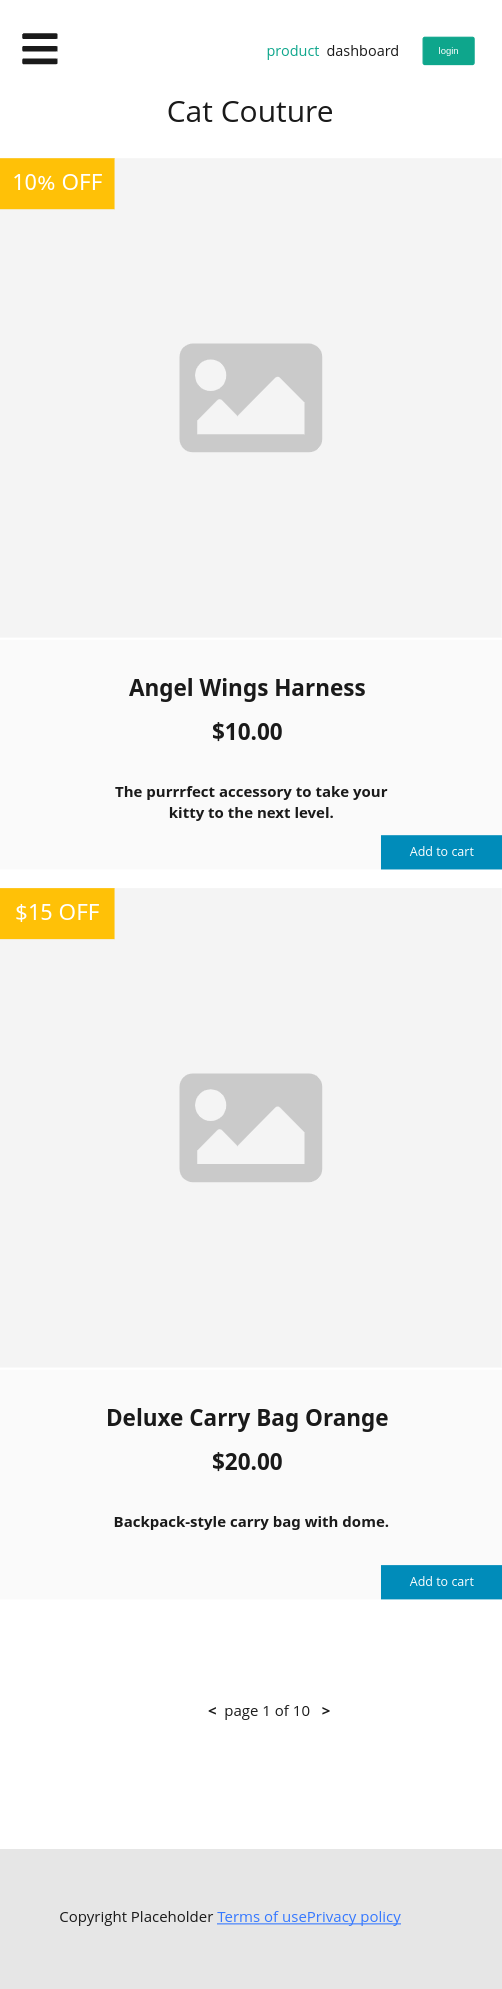 product dashboard login
Cat Couture
10% OFF
Angel Wings Harness
$10.00
The purrrfect accessory to take your
kitty to the next level.
Add to cart
$15 OFF
Deluxe Carry Bag Orange
$20.00
Backpack-style carry bag with dome.
Add to cart
< page 1 of 10 >
Copyright Placeholder Terms of usePrivacy policy